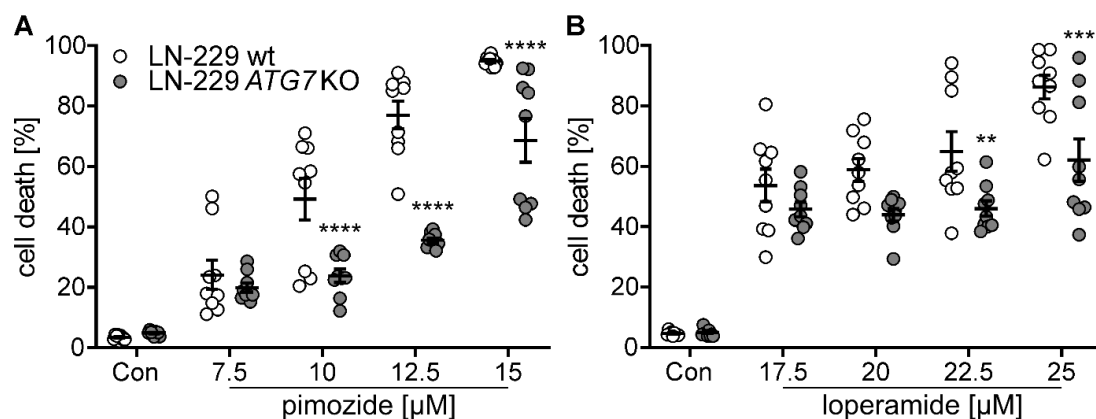 A
LN-229 wt
LN-229 ATG7 KO
cell death [%]
100
80
60
40
20
0
****
****
****
Con
7.5
10
12.5
15
pimozide [µM]
B
cell death [%]
100
80
60
40
20
0
**
***
Con
17.5
20
22.5
25
loperamide [µM]